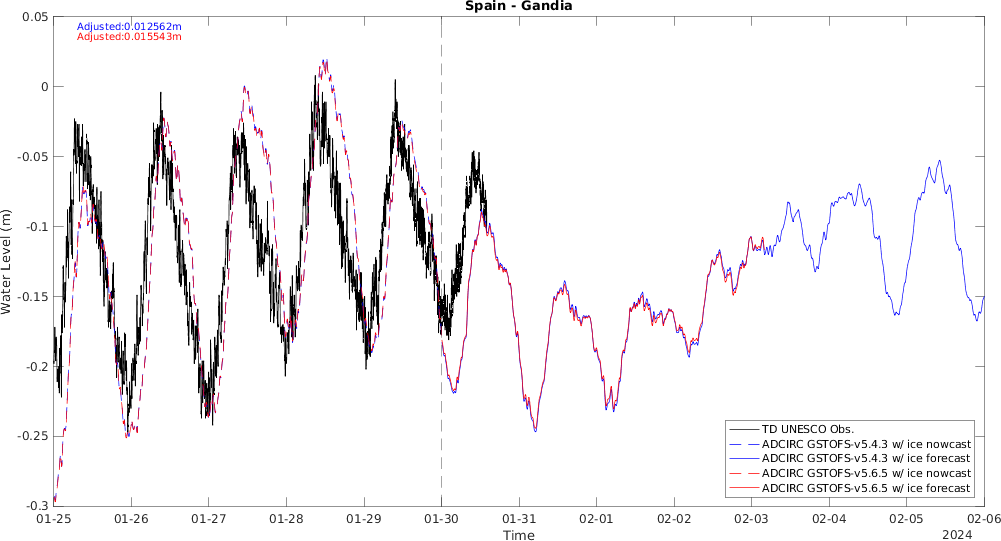 Spain - Gandia
Adjusted:0.012562m
Adjusted:0.015543m
0.05
0
-0.05
-0.1
-0.15
-0.2
-0.25
-0.3
Water Level (m)
TD UNESCO Obs.
ADCIRC GSTOFS-v5.4.3 w/ ice nowcast
ADCIRC GSTOFS-v5.4.3 w/ ice forecast
ADCIRC GSTOFS-v5.6.5 w/ ice nowcast
ADCIRC GSTOFS-v5.6.5 w/ ice forecast
01-25 01-26 01-27 01-28 01-29 01-30 01-31 02-01 02-02 02-03 02-04 02-05 02-06
Time
2024